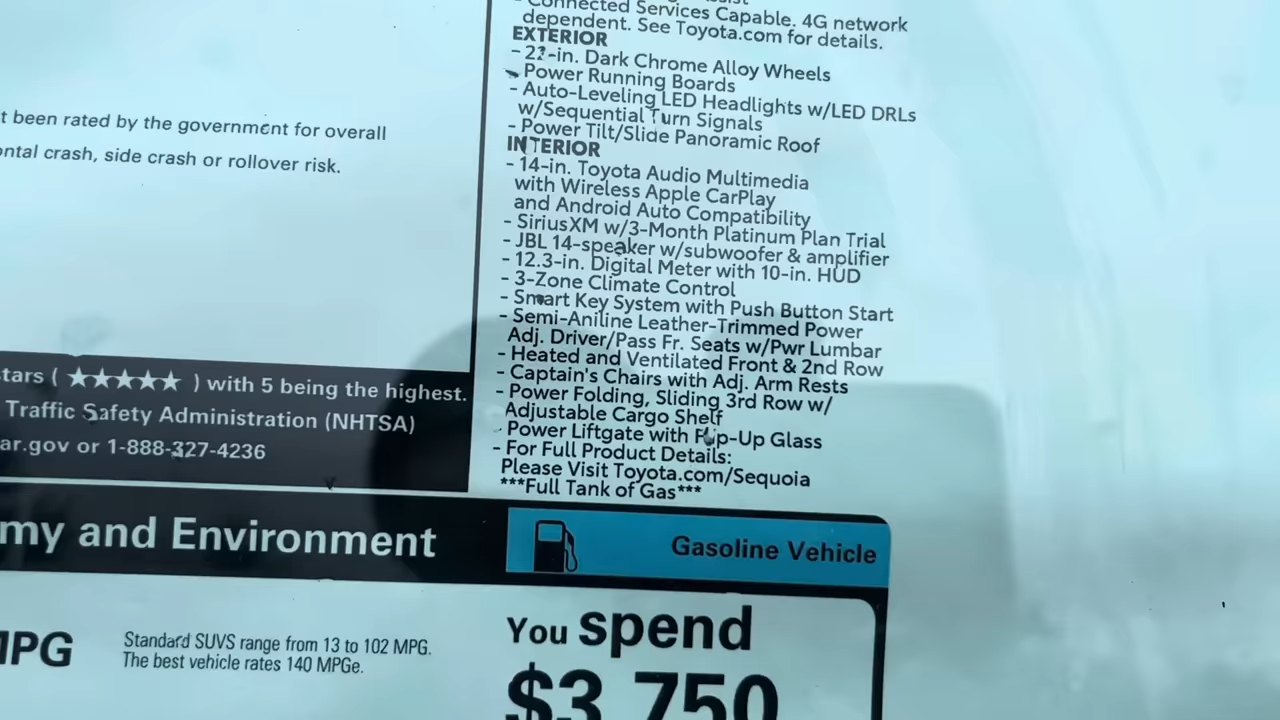 t been rated by the government for overall
ontal crash, side crash or rollover risk.
tars ( ★★★★★ ) with 5 being the highest.
Traffic Safety Administration (NHTSA)
ar.gov or 1-888-327-4236
- Connected Services Capable. 4G network
dependent. See Toyota.com for details.
EXTERIOR
- Dark Chrome Alloy Wheels
- Power Running Boards
- Auto-Leveling LED Headlights w/LED DRLs
w/Sequential Turn Signals
- Power Tilt/Slide Panoramic Roof
INTERIOR
- 14-in. Toyota Audio Multimedia
with Wireless Apple CarPlay
and Android Auto Compatibility
- SiriusXM w/3-Month Platinum Plan Trial
- JBL 14-speaker w/subwoofer & amplifier
- 12.3-in. Digital Meter with 10-in. HUD
- 3-Zone Climate Control
- Smart Key System with Push Button Start
- Semi-Aniline Leather-Trimmed Power
Adj. Driver/Pass Fr. Seats w/Pwr Lumbar
- Heated and Ventilated Front & 2nd Row
- Captain's Chairs with Adj. Arm Rests
- Power Folding, Sliding 3rd Row w/
Adjustable Cargo Shelf
- Power Liftgate with Flip-Up Glass
- For Full Product Details:
Please Visit Toyota.com/Sequoia
***Full Tank of Gas***
my and Environment
Gasoline Vehicle
MPG
Standard SUVS range from 13 to 102 MPG.
The best vehicle rates 140 MPGe.
You spend
$3,750